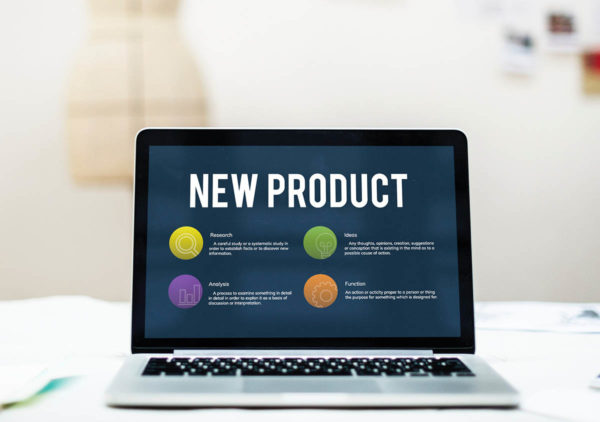 NEW PRODUCT
Research
A careful study or a systematic study in
order to establish facts or to discover new
information.
Ideas
Any thoughts, opinions, creation, suggestions
or conception that is existing in the mind as to a
possible cause of action.
Analysis
A process to examine something in detail
in detail in order to explain it as a basis of
discussion or interpretation.
Function
An action or activity proper to a person or thing
the purpose for something which is designed for.